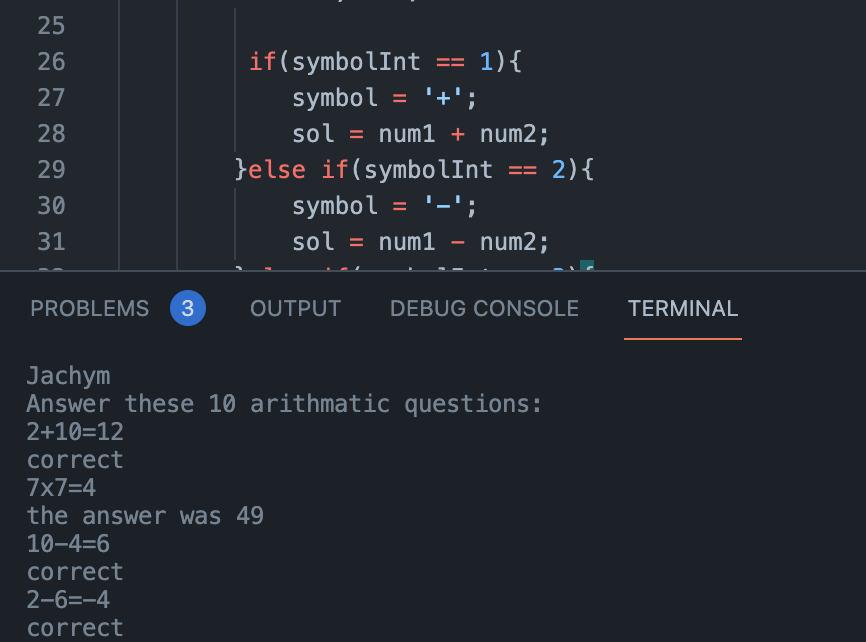 25
26 if(symbolInt == 1){
27 symbol = '+';
28 sol = num1 + num2;
29 }else if(symbolInt == 2){
30 symbol = '-';
31 sol = num1 - num2;
PROBLEMS 3 OUTPUT DEBUG CONSOLE TERMINAL
Jachym
Answer these 10 arithmatic questions:
2+10=12
correct
7x7=4
the answer was 49
10-4=6
correct
2-6=-4
correct